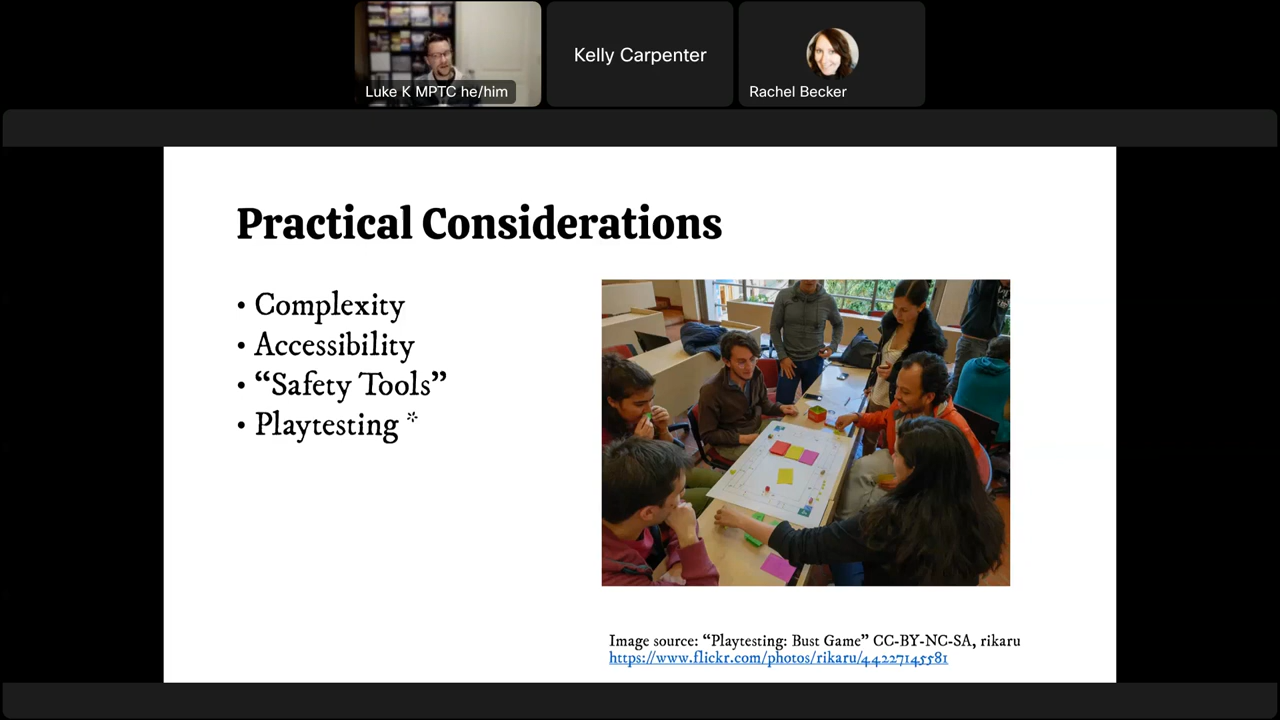 Luke K MPTC he/him
Kelly Carpenter
Rachel Becker
Practical Considerations
• Complexity
• Accessibility
• “Safety Tools”
• Playtesting *
Image source: “Playtesting: Bust Game” CC-BY-NC-SA, rikaru
https://www.flickr.com/photos/rikaru/44227145581